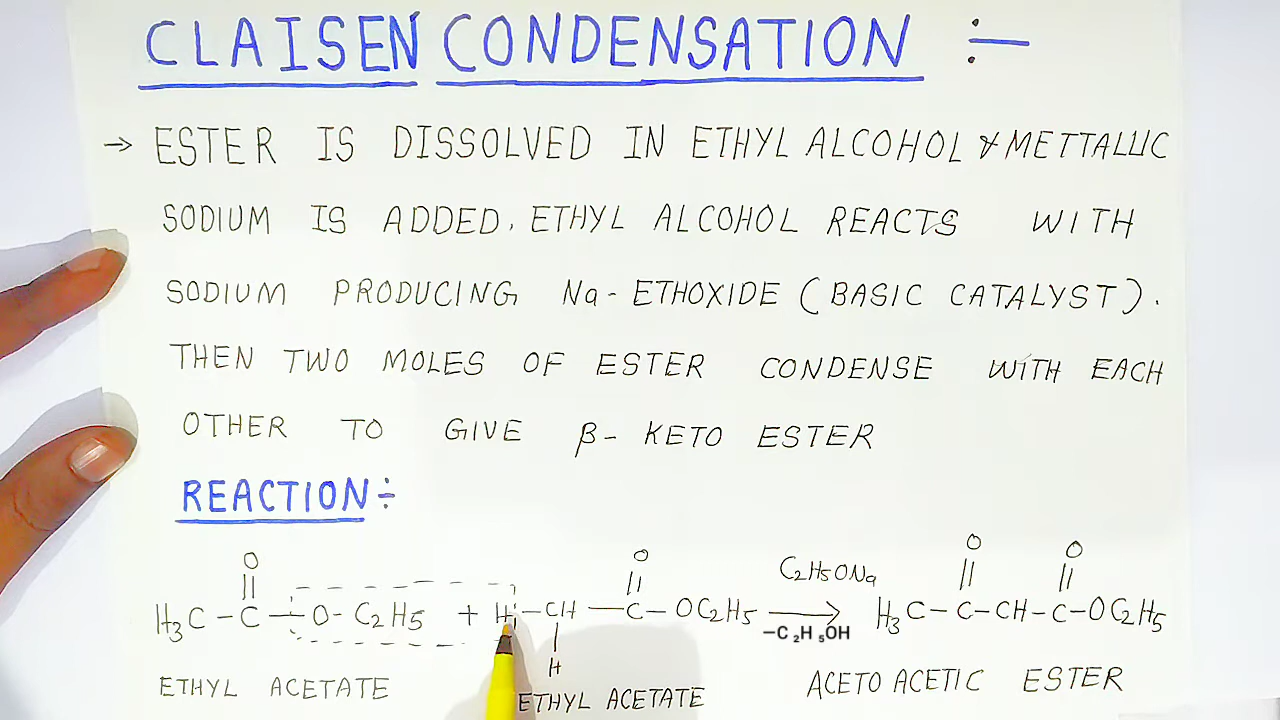 CLAISEN CONDENSATION :—
→ ESTER IS DISSOLVED IN ETHYL ALCOHOL & METTALLIC
SODIUM IS ADDED. ETHYL ALCOHOL REACTS WITH
SODIUM PRODUCING Na-ETHOXIDE (BASIC CATALYST).
THEN TWO MOLES OF ESTER CONDENSE WITH EACH
OTHER TO GIVE β-KETO ESTER
REACTION÷
O O C2H5ONa O O
|| || || ||
H3C—C—O-C2H5 + H—CH—C—OC2H5 → H3C—C—CH—C—OC2H5
| —C2H5OH
H
ETHYL ACETATE ETHYL ACETATE ACETOACETIC ESTER